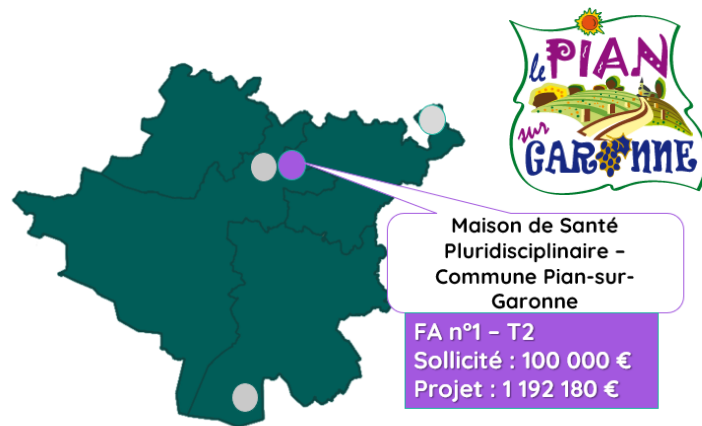 le PIAN
sur
GARONNE
Maison de Santé
Pluridisciplinaire –
Commune Pian-sur-
Garonne
FA n°1 – T2
Sollicité : 100 000 €
Projet : 1 192 180 €